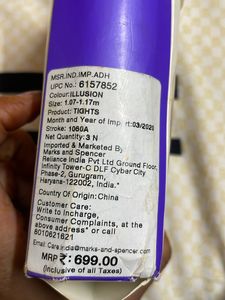 MSR.IND.IMP.ADH
UPC No.: 6157852
Colour: ILLUSION
Size: 1.07-1.17m
Product: TIGHTS
Month and Year of Import: 03/2020
Stroke: 1060A
Net Quantity: 3 N
Imported & Marketed By
Marks and Spencer
Reliance India Pvt Ltd Ground Floor,
Infinity Tower-C DLF Cyber City
Phase-2, Gurugram,
Haryana-122002, India.*
Country Of Origin: China
Customer Care:
Write to Incharge,
Consumer Complaints, at the
above address* or call
8010621621
Email: Care.india@marks-and-spencer.com
MRP ₹: 699.00
(Inclusive of all Taxes)